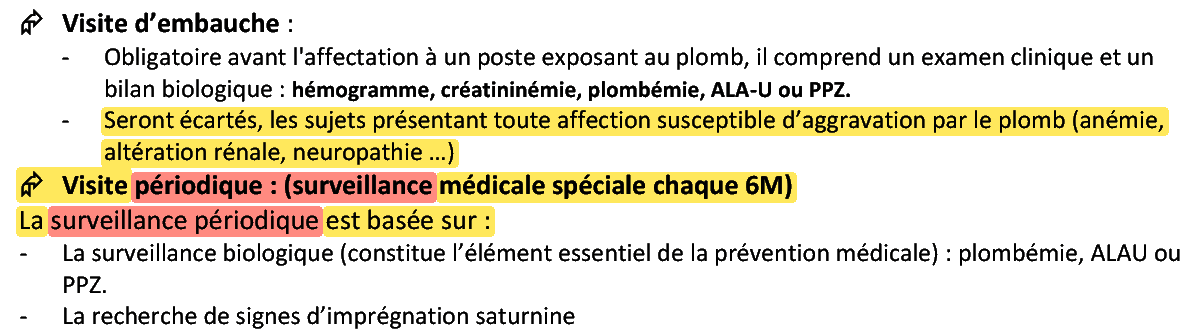 Visite d’embauche :
- Obligatoire avant l'affectation à un poste exposant au plomb, il comprend un examen clinique et un
bilan biologique : hémogramme, créatininémie, plombémie, ALA-U ou PPZ.
- Seront écartés, les sujets présentant toute affection susceptible d’aggravation par le plomb (anémie,
altération rénale, neuropathie …)
Visite périodique : (surveillance médicale spéciale chaque 6M)
La surveillance périodique est basée sur :
- La surveillance biologique (constitue l’élément essentiel de la prévention médicale) : plombémie, ALAU ou
PPZ.
- La recherche de signes d’imprégnation saturnine